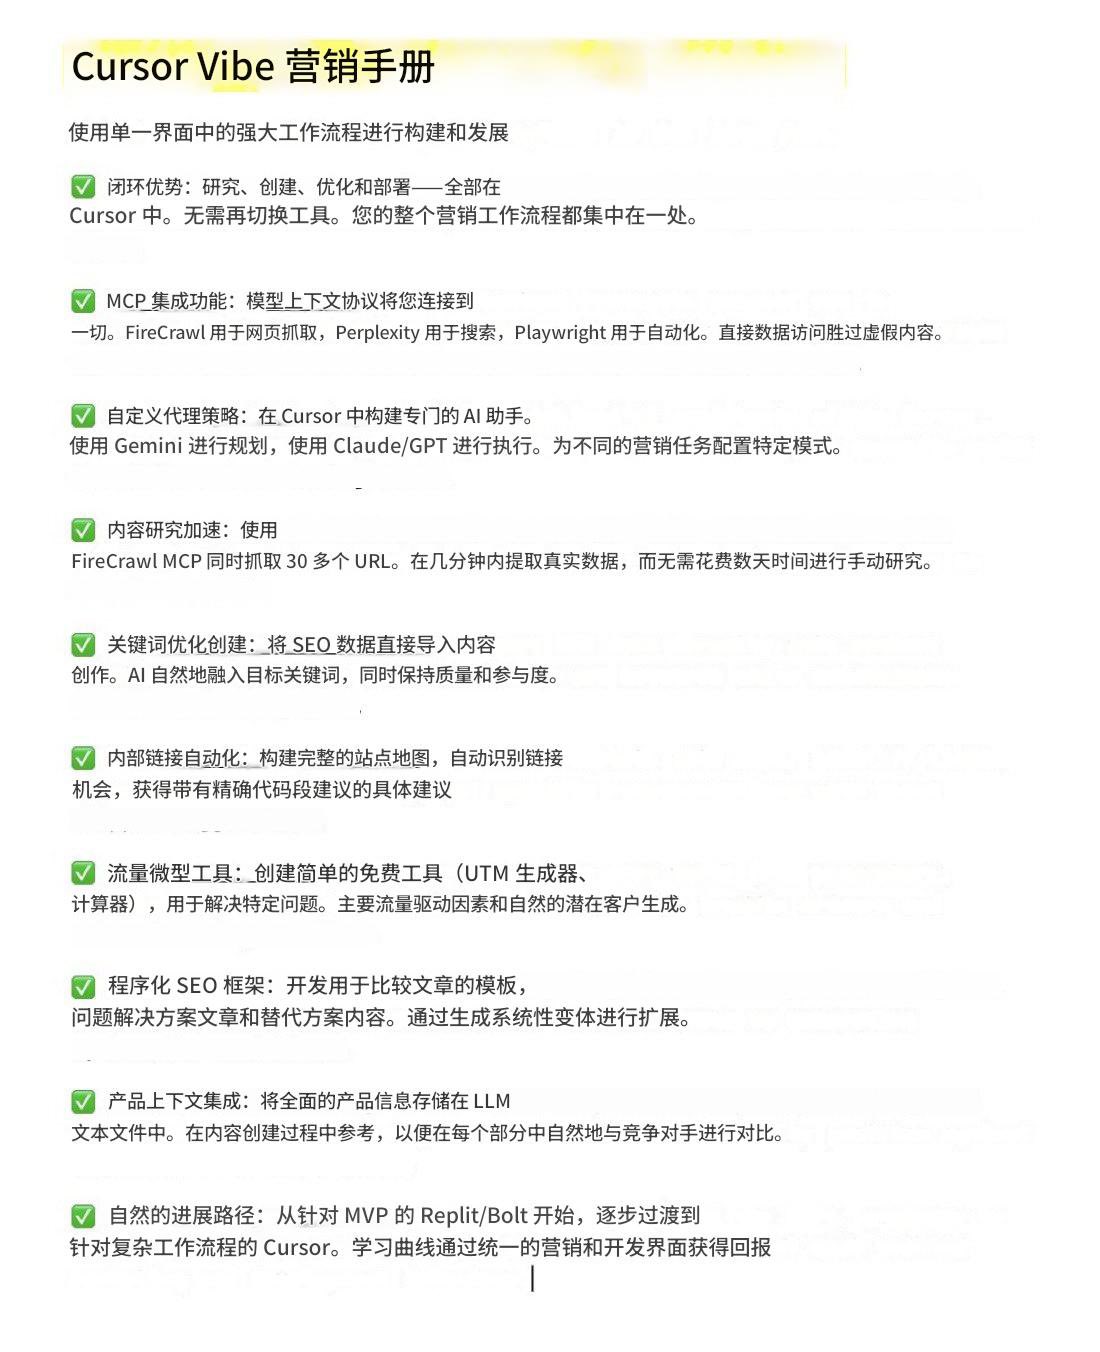 Cursor Vibe 营销手册
使用单一界面中的强大工作流程进行构建和发展
✅ 闭环优势：研究、创建、优化和部署——全部在
Cursor 中。无需再切换工具。您的整个营销工作流程都集中在一处。
✅ MCP 集成功能：模型上下文协议将您连接到
一切。FireCrawl 用于网页抓取，Perplexity 用于搜索，Playwright 用于自动化。直接数据访问胜过虚假内容。
✅ 自定义代理策略：在 Cursor 中构建专门的 AI 助手。
使用 Gemini 进行规划，使用 Claude/GPT 进行执行。为不同的营销任务配置特定模式。
✅ 内容研究加速：使用
FireCrawl MCP 同时抓取 30 多个 URL。在几分钟内提取真实数据，而无需花费数天时间进行手动研究。
✅ 关键词优化创建：将 SEO 数据直接导入内容
创作。AI 自然地融入目标关键词，同时保持质量和参与度。
✅ 内部链接自动化：构建完整的站点地图，自动识别链接
机会，获得带有精确代码段建议的具体建议
✅ 流量微型工具：创建简单的免费工具（UTM 生成器、
计算器），用于解决特定问题。主要流量驱动因素和自然的潜在客户生成。
✅ 程序化 SEO 框架：开发用于比较文章的模板，
问题解决方案文章和替代方案内容。通过生成系统性变体进行扩展。
✅ 产品上下文集成：将全面的产品信息存储在 LLM
文本文件中。在内容创建过程中参考，以便在每个部分中自然地与竞争对手进行对比。
✅ 自然的进展路径：从针对 MVP 的 Replit/Bolt 开始，逐步过渡到
针对复杂工作流程的 Cursor。学习曲线通过统一的营销和开发界面获得回报